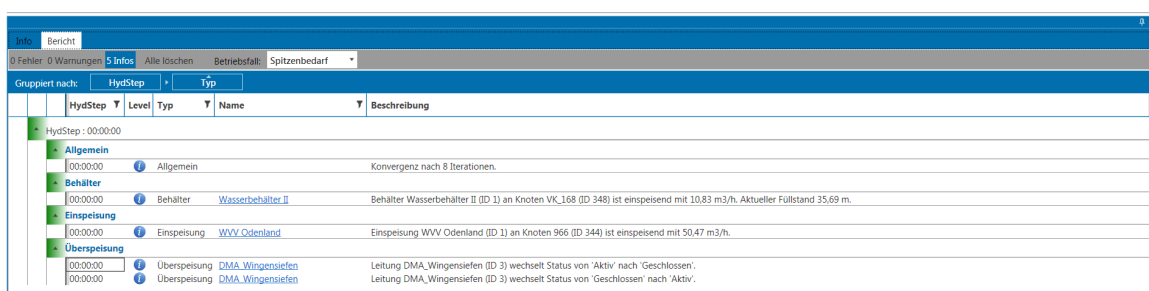 Info Bericht
0 Fehler 0 Warnungen 5 Infos Alle löschen Betriebsfall: Spitzenbedarf
Gruppiert nach: HydStep Typ
HydStep Level Typ Name Beschreibung
HydStep : 00:00:00
Allgemein
00:00:00 Allgemein Konvergenz nach 8 Iterationen.
Behälter
00:00:00 Behälter Wasserbehälter II Behälter Wasserbehälter II (ID 1) an Knoten VK_168 (ID 348) ist einspeisend mit 10,83 m3/h. Aktueller Füllstand 35,69 m.
Einspeisung
00:00:00 Einspeisung WVV Odenland Einspeisung WVV Odenland (ID 1) an Knoten 966 (ID 344) ist einspeisend mit 50,47 m3/h.
Überspeisung
00:00:00 Überspeisung DMA_Wingensiefen Leitung DMA_Wingensiefen (ID 3) wechselt Status von 'Aktiv' nach 'Geschlossen'.
00:00:00 Überspeisung DMA_Wingensiefen Leitung DMA_Wingensiefen (ID 3) wechselt Status von 'Geschlossen' nach 'Aktiv'.